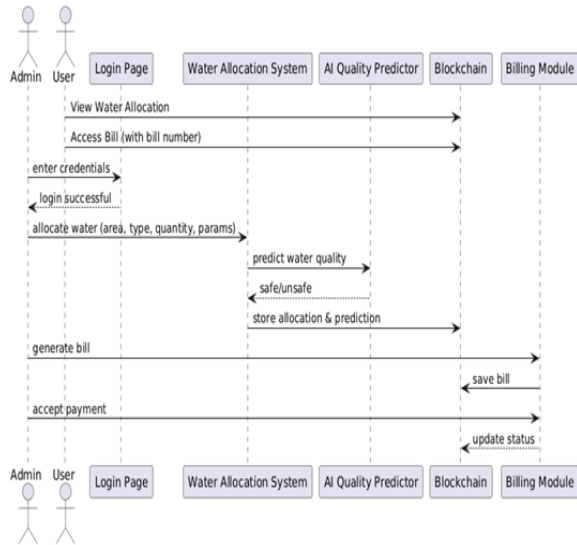 Admin
User
Login Page
Water Allocation System
AI Quality Predictor
Blockchain
Billing Module
View Water Allocation
Access Bill (with bill number)
enter credentials
login successful
allocate water (area, type, quantity, params)
predict water quality
safe/unsafe
store allocation & prediction
generate bill
save bill
accept payment
update status
Admin
User
Login Page
Water Allocation System
AI Quality Predictor
Blockchain
Billing Module